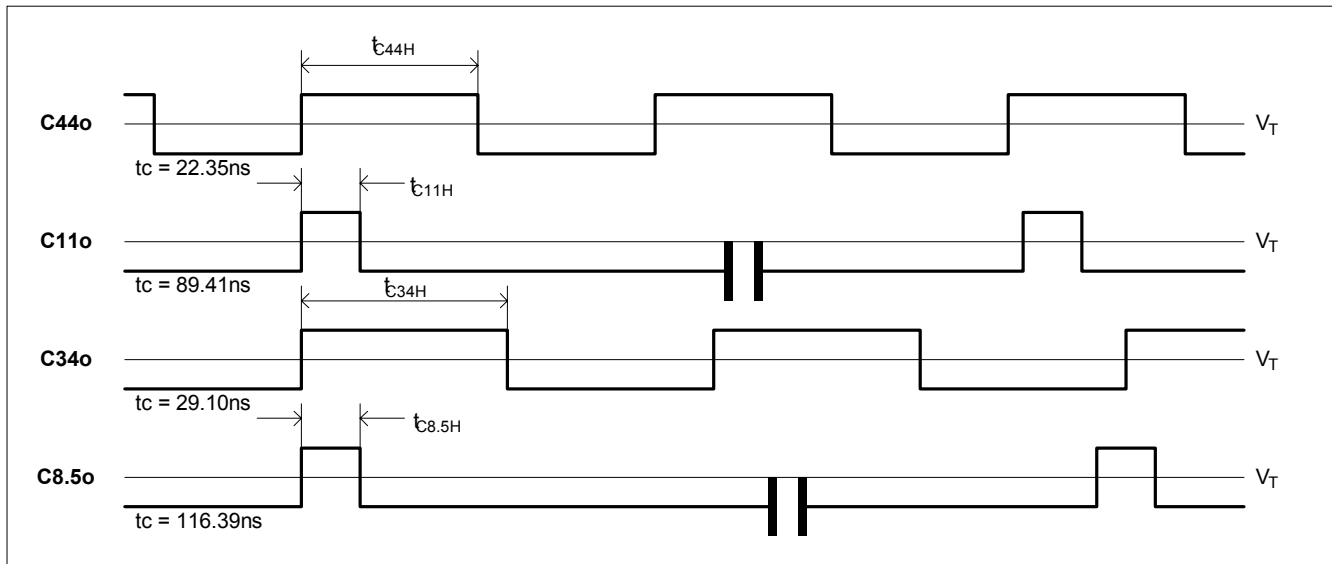 tC44H
C44o
VT
tc = 22.35ns
tC11H
C11o
VT
tc = 89.41ns
tC34H
C34o
VT
tc = 29.10ns
tC8.5H
C8.5o
VT
tc = 116.39ns